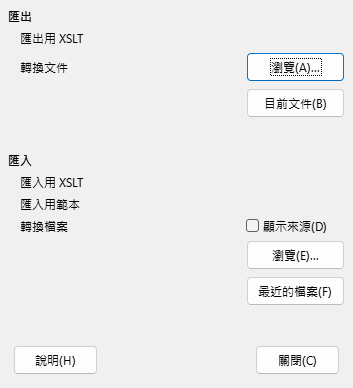 匯出
匯出用 XSLT
轉換文件
瀏覽(A)...
目前文件(B)
匯入
匯入用 XSLT
匯入用範本
轉換檔案
顯示來源(D)
瀏覽(E)...
最近的檔案(F)
說明(H)
關閉(C)